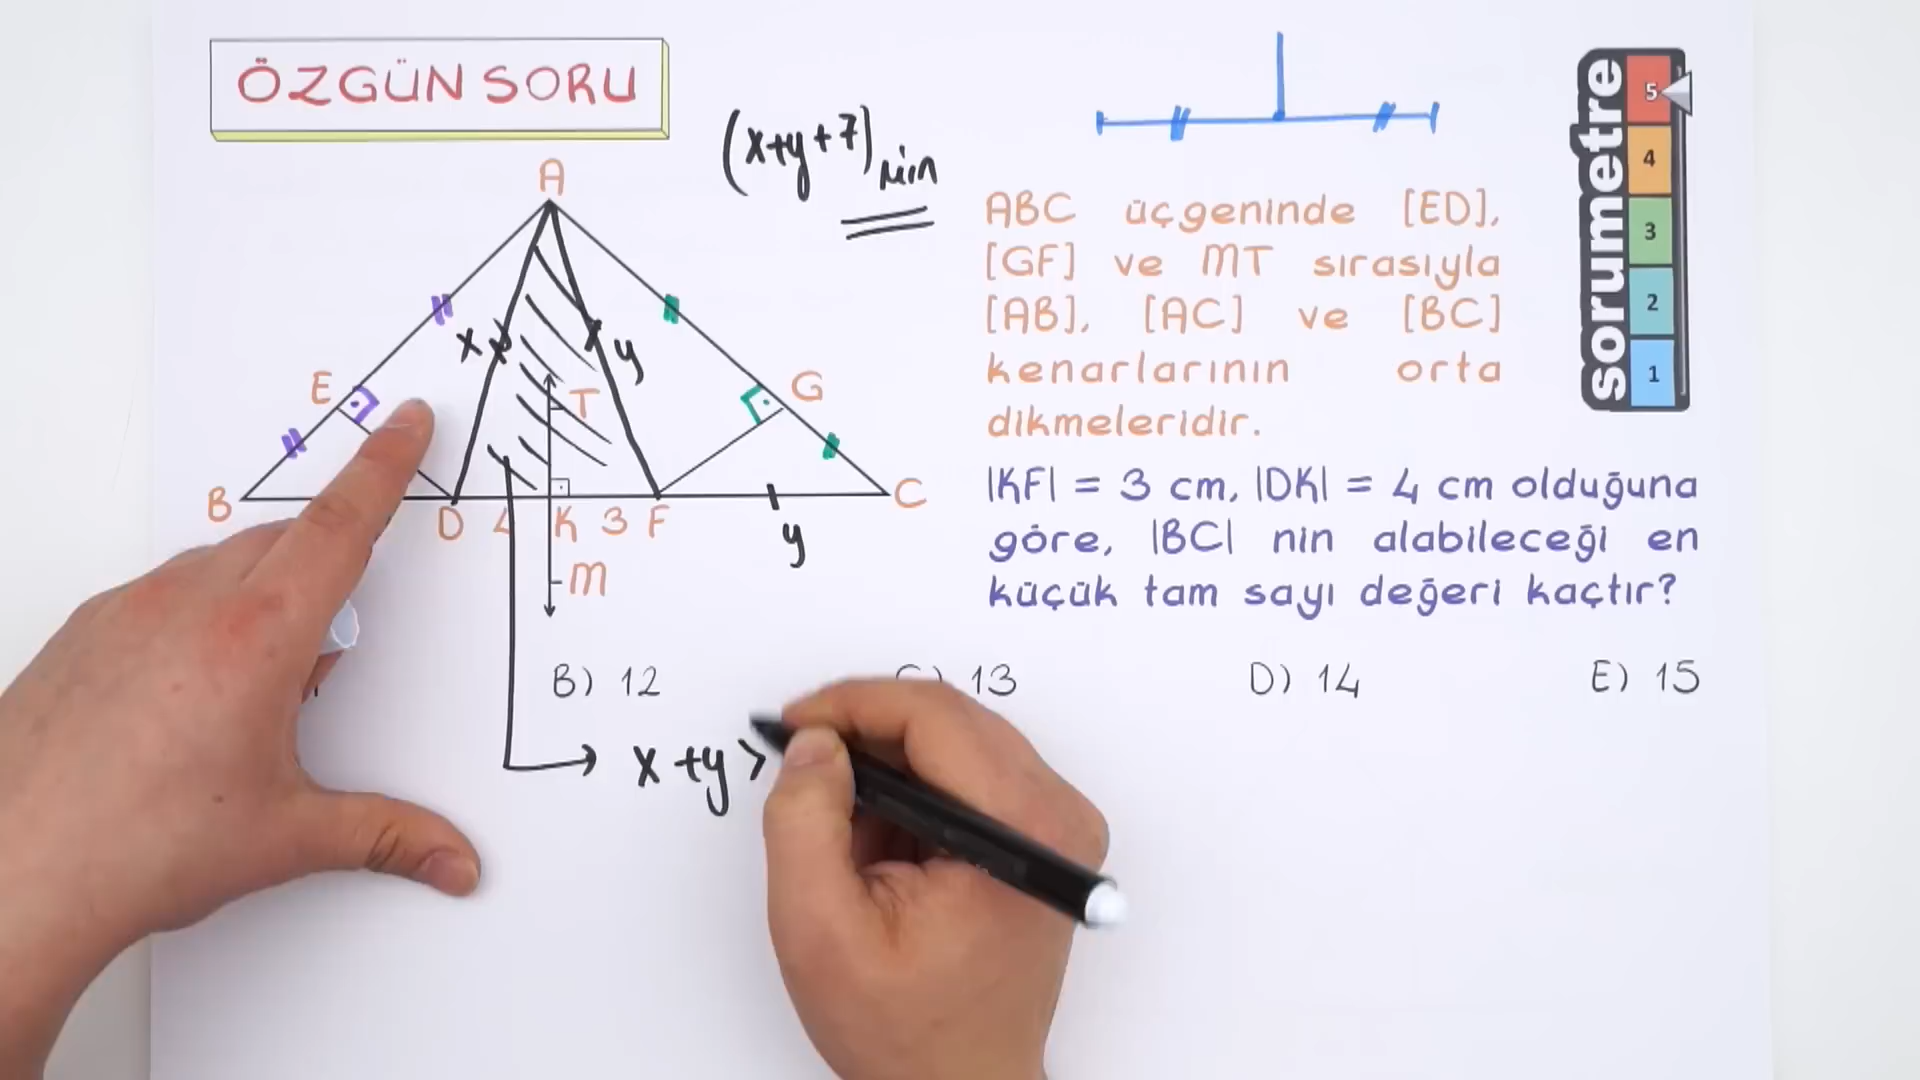 ÖZGÜN SORU
(x+y+7)min
sorumetre
5
4
3
2
1
A
x
y
E
G
T
B
D
4
K
3
F
C
y
M
ABC üçgeninde [ED],
[GF] ve MT sırasıyla
[AB], [AC] ve [BC]
kenarlarının orta
dikmeleridir.
|KF| = 3 cm, |DK| = 4 cm olduğuna
göre, |BC| nin alabileceği en
küçük tam sayı değeri kaçtır?
B) 12
13
D) 14
E) 15
x+y>